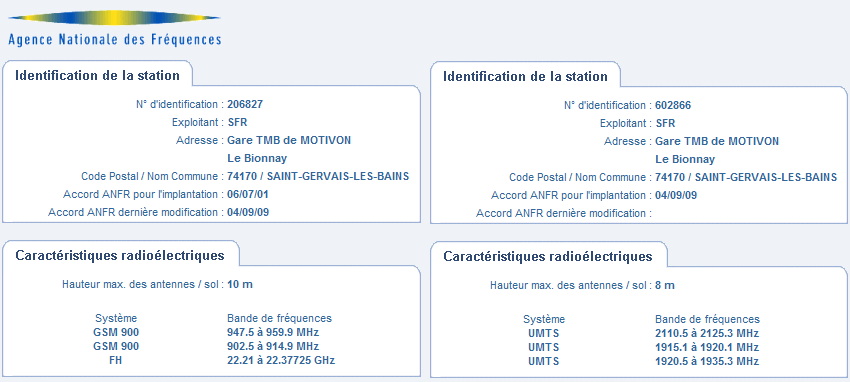 Agence Nationale des Fréquences
Identification de la station
N° d'identification : 206827
Exploitant : SFR
Adresse : Gare TMB de MOTIVON
Le Bionnay
Code Postal / Nom Commune : 74170 / SAINT-GERVAIS-LES-BAINS
Accord ANFR pour l'implantation : 06/07/01
Accord ANFR dernière modification : 04/09/09
Caractéristiques radioélectriques
Hauteur max. des antennes / sol : 10 m
Système Bande de fréquences
GSM 900 947.5 à 959.9 MHz
GSM 900 902.5 à 914.9 MHz
FH 22.21 à 22.37725 GHz
Identification de la station
N° d'identification : 602866
Exploitant : SFR
Adresse : Gare TMB de MOTIVON
Le Bionnay
Code Postal / Nom Commune : 74170 / SAINT-GERVAIS-LES-BAINS
Accord ANFR pour l'implantation : 04/09/09
Accord ANFR dernière modification :
Caractéristiques radioélectriques
Hauteur max. des antennes / sol : 8 m
Système Bande de fréquences
UMTS 2110.5 à 2125.3 MHz
UMTS 1915.1 à 1920.1 MHz
UMTS 1920.5 à 1935.3 MHz